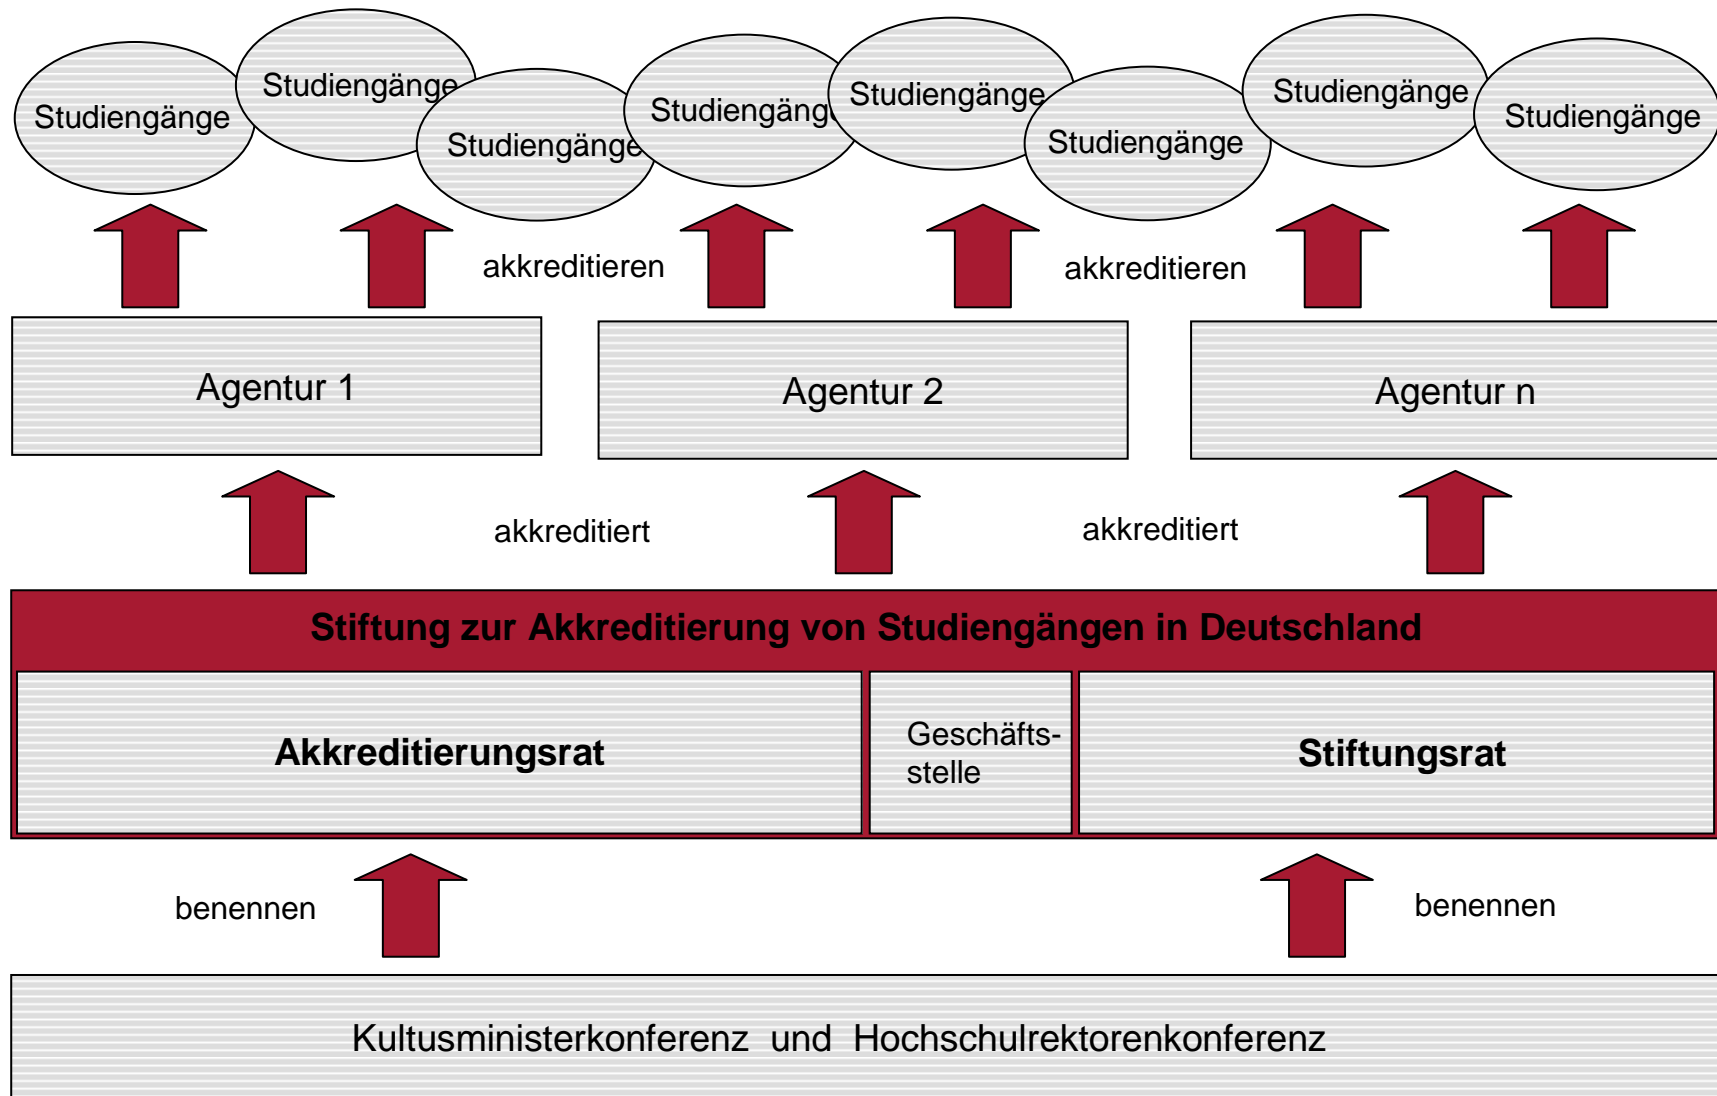 Studiengänge
Studiengänge
Studiengänge
Studiengäng
Studiengänge
Studiengänge
Studiengänge
Studiengänge
akkreditieren
akkreditieren
Agentur 1
Agentur 2
Agentur n
akkreditiert
akkreditiert
Stiftung zur Akkreditierung von Studiengängen in Deutschland
Akkreditierungsrat
Geschäfts-
stelle
Stiftungsrat
benennen
benennen
Kultusministerkonferenz und Hochschulrektorenkonferenz